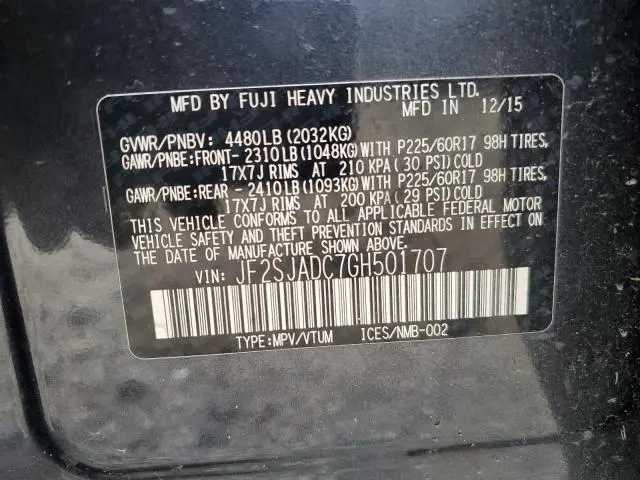 MFD BY FUJI HEAVY INDUSTRIES LTD.
MFD IN 12/15
GVWR/PNBV: 4480LB(2032KG)
GAWR/PNBE:FRONT- 2310LB(1048KG)WITH P225/60R17 98H TIRES,
17X7J RIMS AT 210 KPA( 30 PSI)COLD
GAWR/PNBE:REAR - 2410LB(1093KG)WITH P225/60R17 98H TIRES,
17X7J RIMS AT 200 KPA( 29 PSI)COLD
THIS VEHICLE CONFORMS TO ALL APPLICABLE FEDERAL MOTOR
VEHICLE SAFETY AND THEFT PREVENTION STANDARDS IN EFFECT ON
THE DATE OF MANUFACTURE SHOWN ABOVE.
VIN: JF2SJADC7GH501707
TYPE:MPV/VTUM ICES/NMB-002